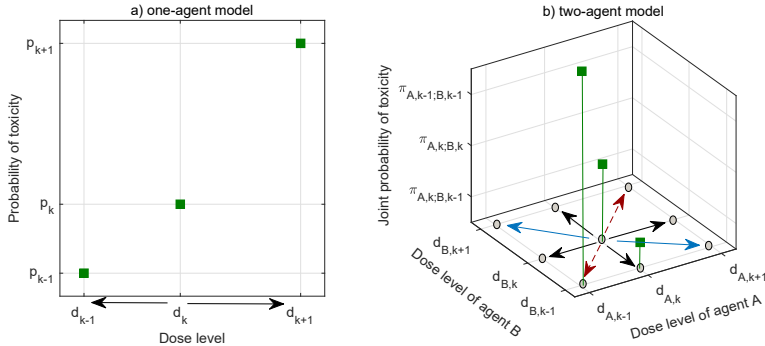 a) one-agent model
p_{k+1}
p_k
p_{k-1}
Probability of toxicity
d_{k-1}
d_k
d_{k+1}
Dose level
b) two-agent model
Joint probability of toxicity
π_{A,k-1;B,k-1}
π_{A,k;B,k}
π_{A,k;B,k-1}
d_{B,k+1}
d_{B,k}
d_{B,k-1}
Dose level of agent B
d_{A,k-1}
d_{A,k}
d_{A,k+1}
Dose level of agent A